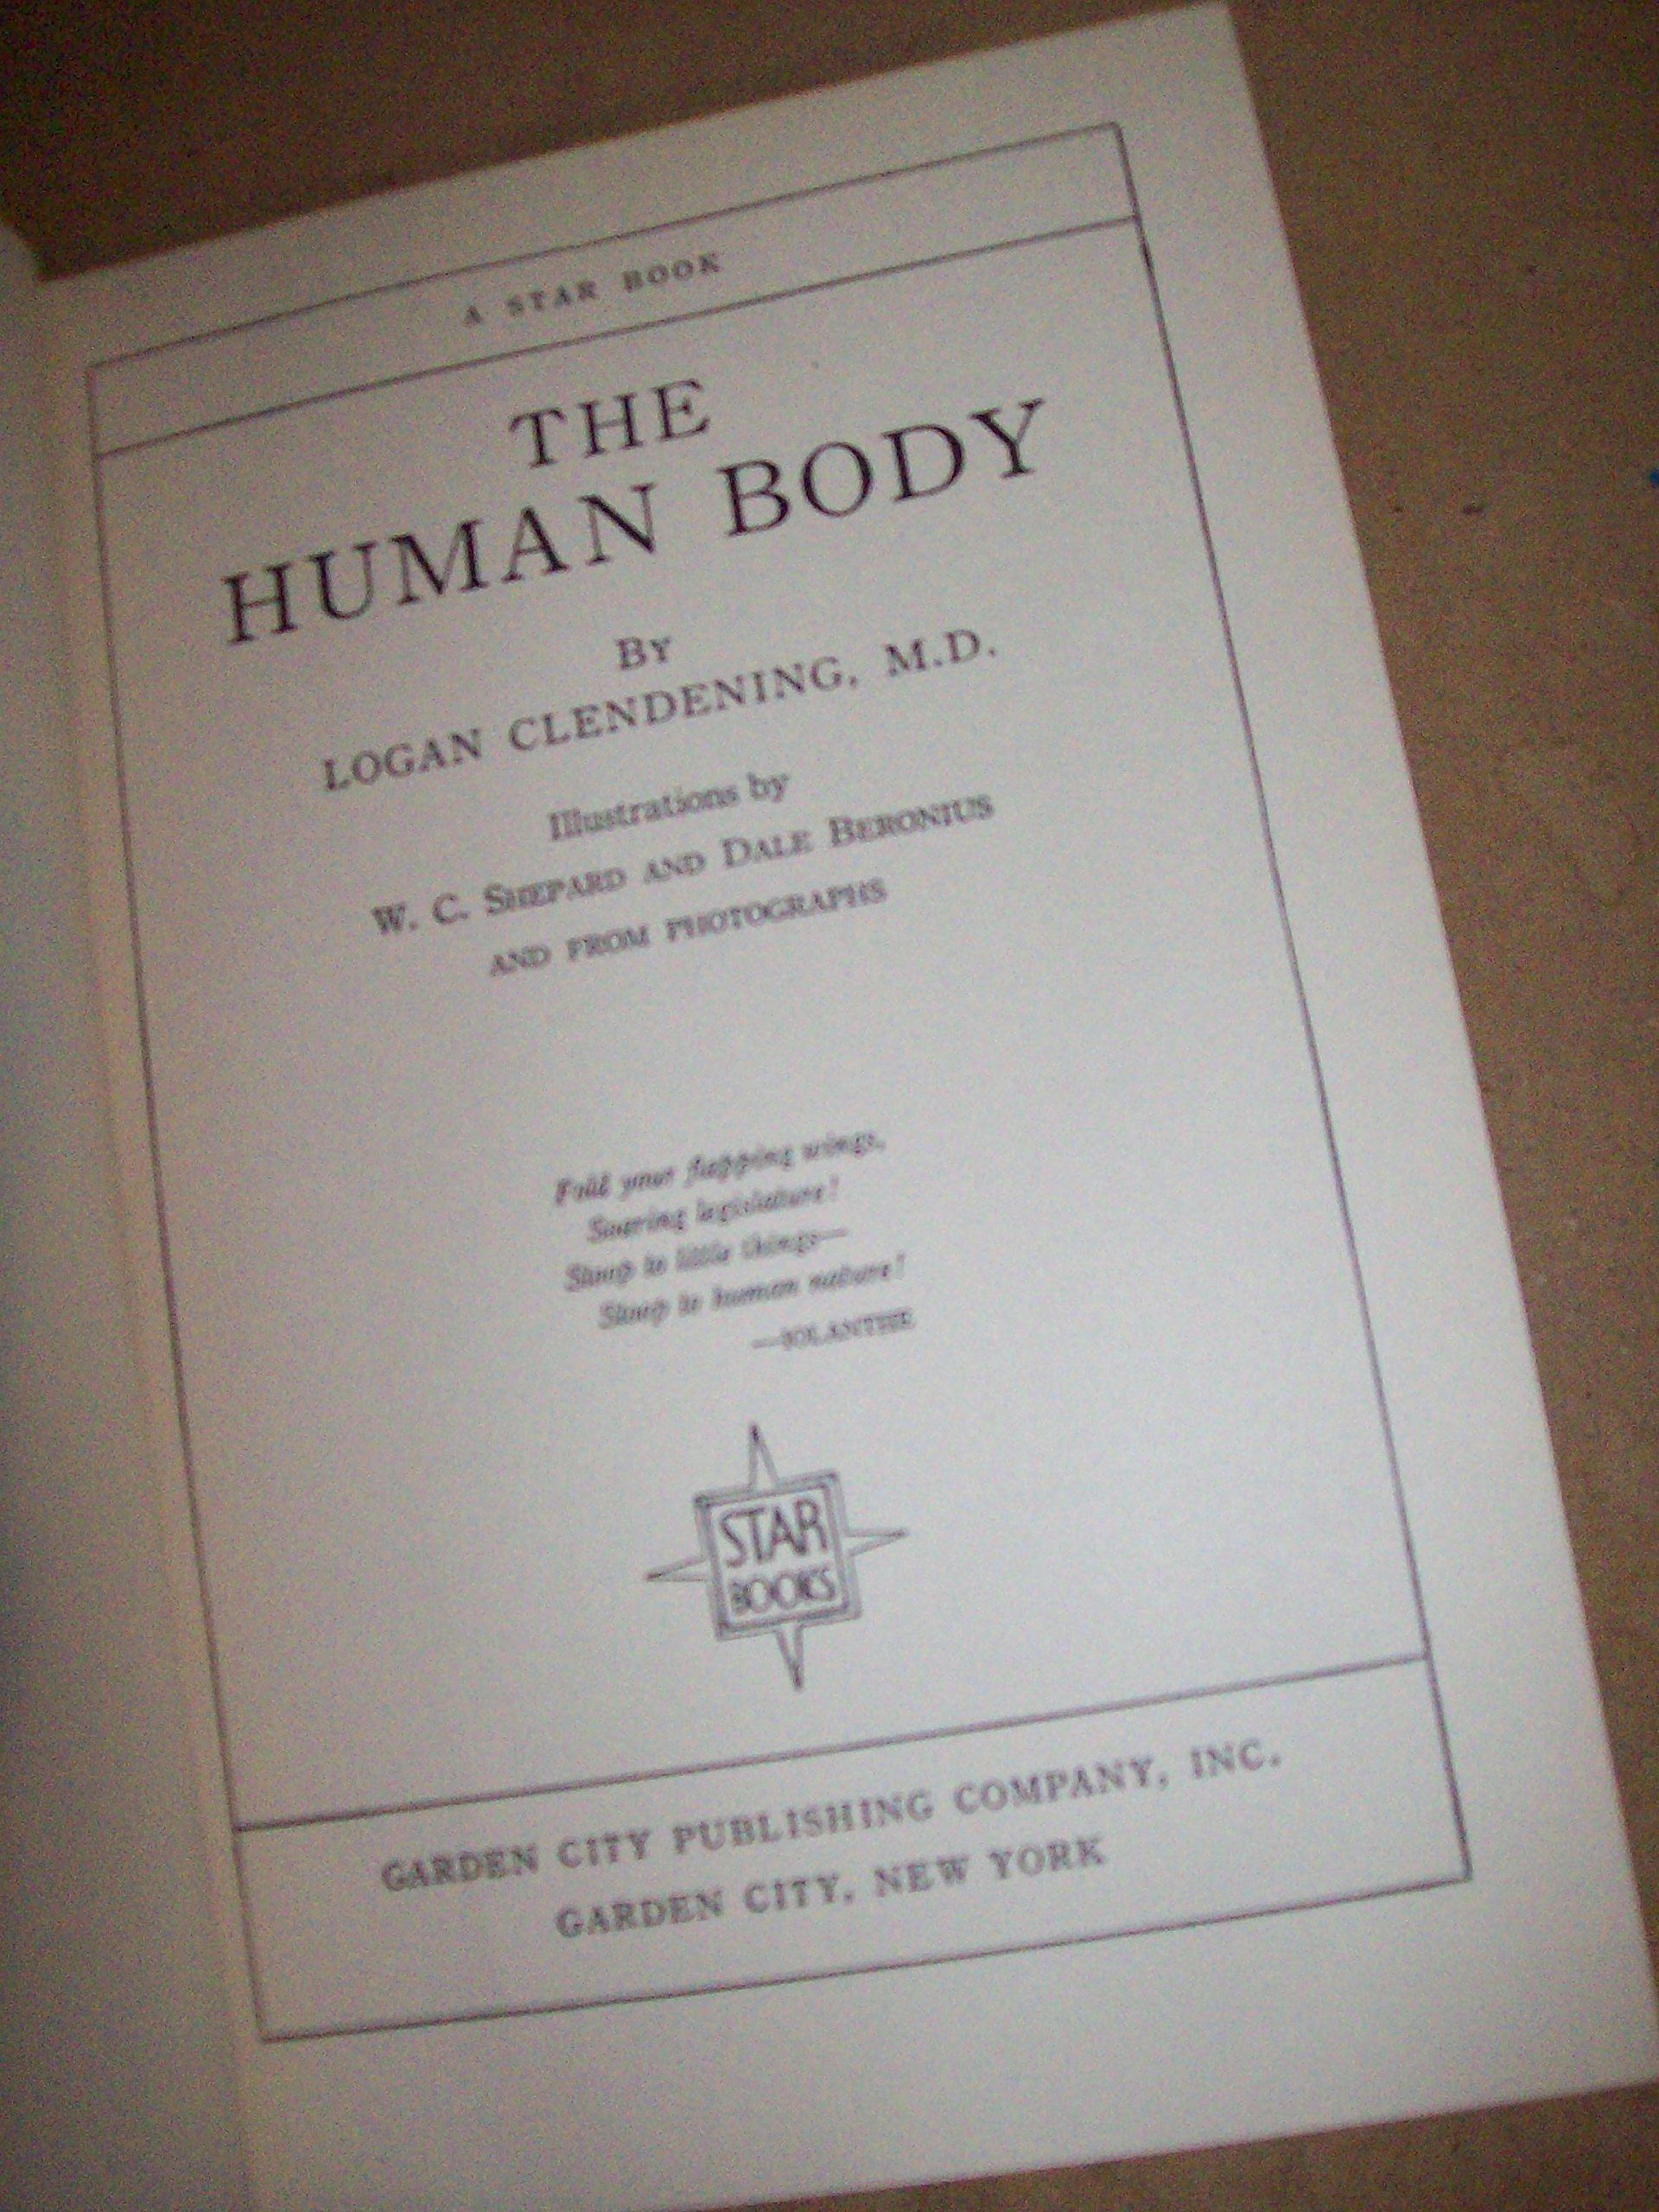 A STAR BOOK
THE
HUMAN BODY
BY
LOGAN CLENDENING, M.D.
Illustrations by
W. C. SHEPARD AND DALE BERONIUS
AND FROM PHOTOGRAPHS
Fold your flapping wings,
Soaring legislature!
Stoop to little things—
Stoop to human nature!
—IOLANTHE
STAR
BOOKS
GARDEN CITY PUBLISHING COMPANY, INC.
GARDEN CITY, NEW YORK